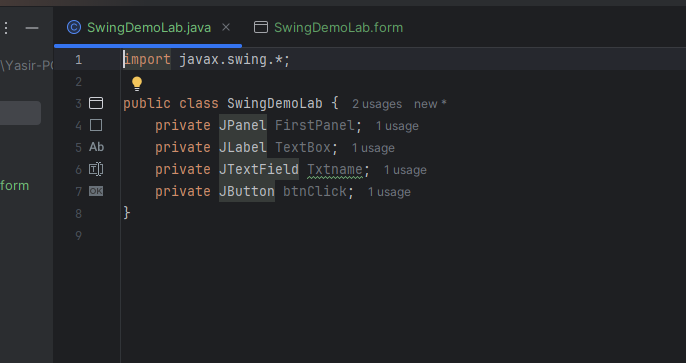 SwingDemoLab.java × SwingDemoLab.form
\Yasir-PC
form
1 import javax.swing.*;
2
3 public class SwingDemoLab { 2 usages new *
4 private JPanel FirstPanel; 1 usage
Ab 5 private JLabel TextBox; 1 usage
6 private JTextField Txtname; 1 usage
7 OK private JButton btnClick; 1 usage
8 }
9